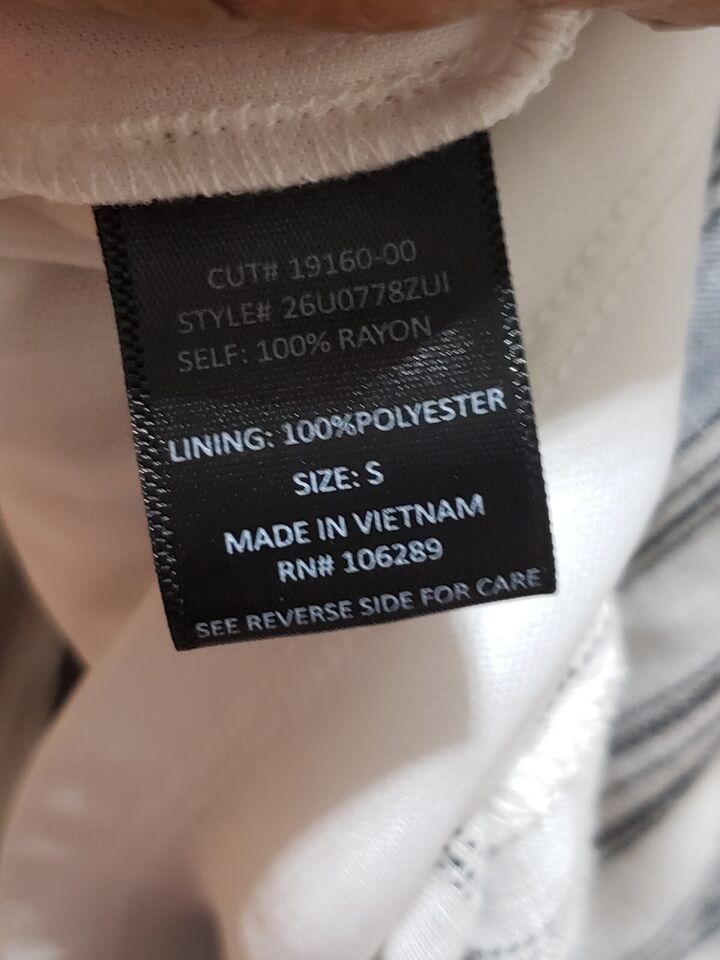 CUT# 19160-00
STYLE# 26U0778ZUI
SELF: 100% RAYON
LINING: 100%POLYESTER
SIZE: S
MADE IN VIETNAM
RN# 106289
SEE REVERSE SIDE FOR CARE